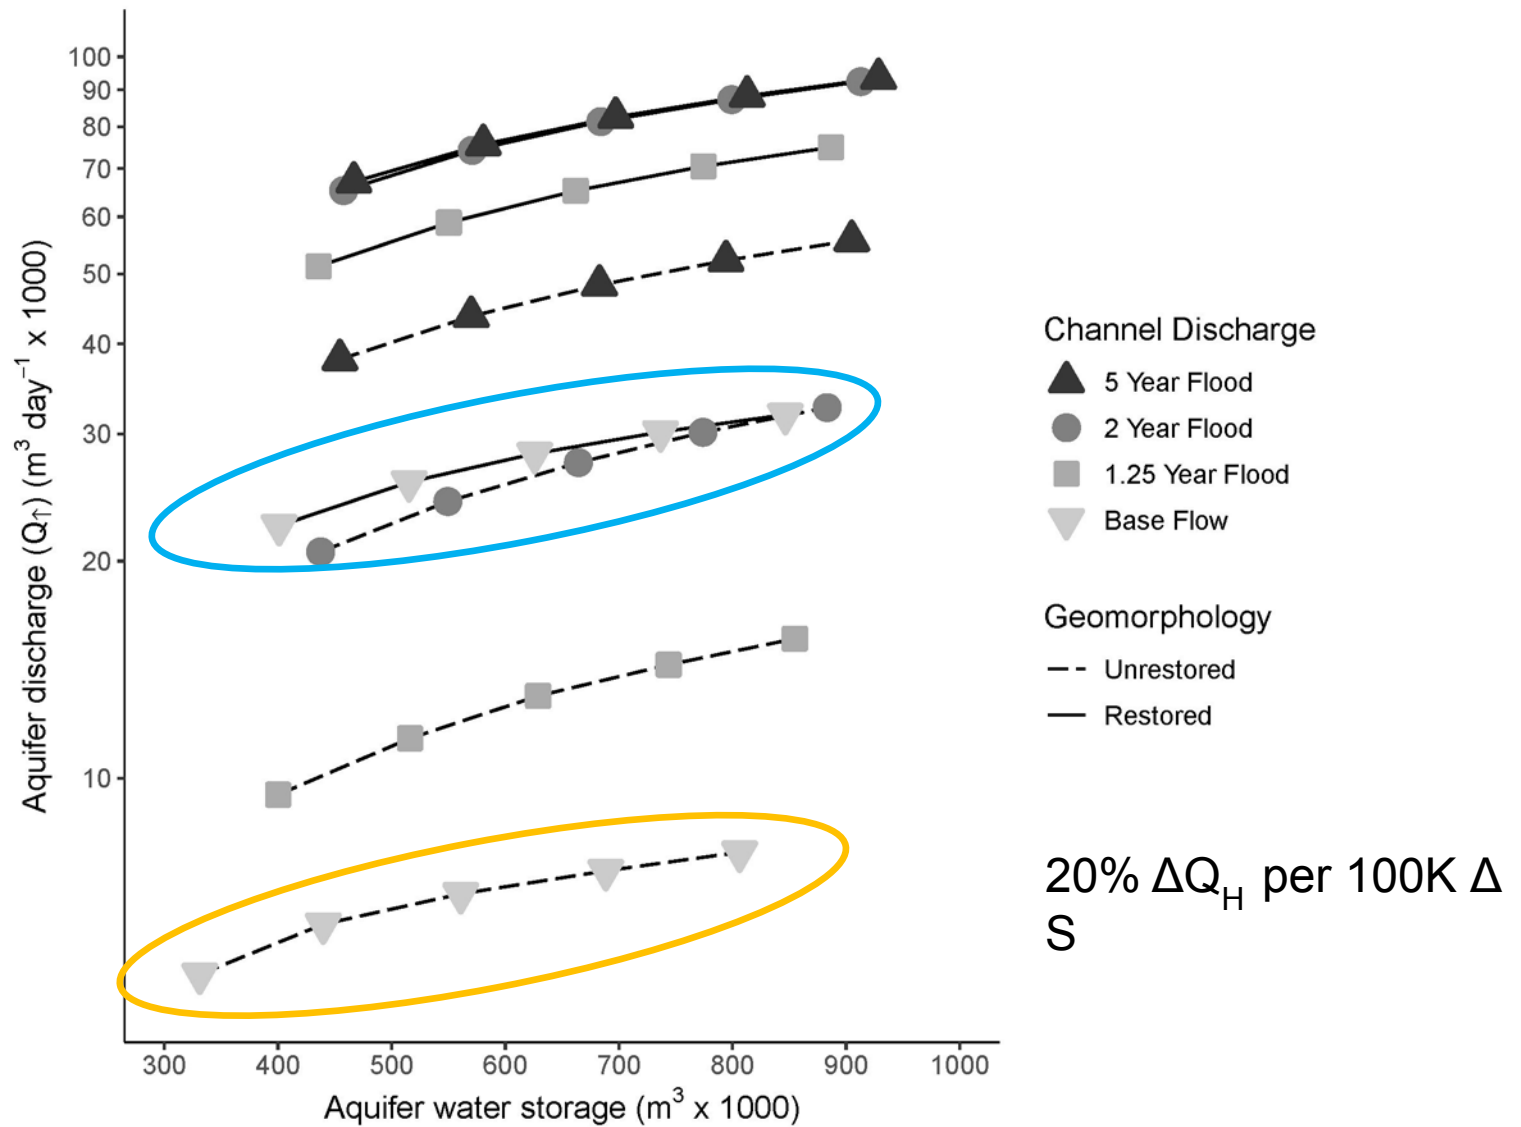 Aquifer discharge (Q↑) (m³ day⁻¹ x 1000)
100
90
80
70
60
50
40
30
20
10
300 400 500 600 700 800 900 1000
Aquifer water storage (m³ x 1000)
Channel Discharge
5 Year Flood
2 Year Flood
1.25 Year Flood
Base Flow
Geomorphology
Unrestored
Restored
20% ΔQ_H per 100K Δ
S